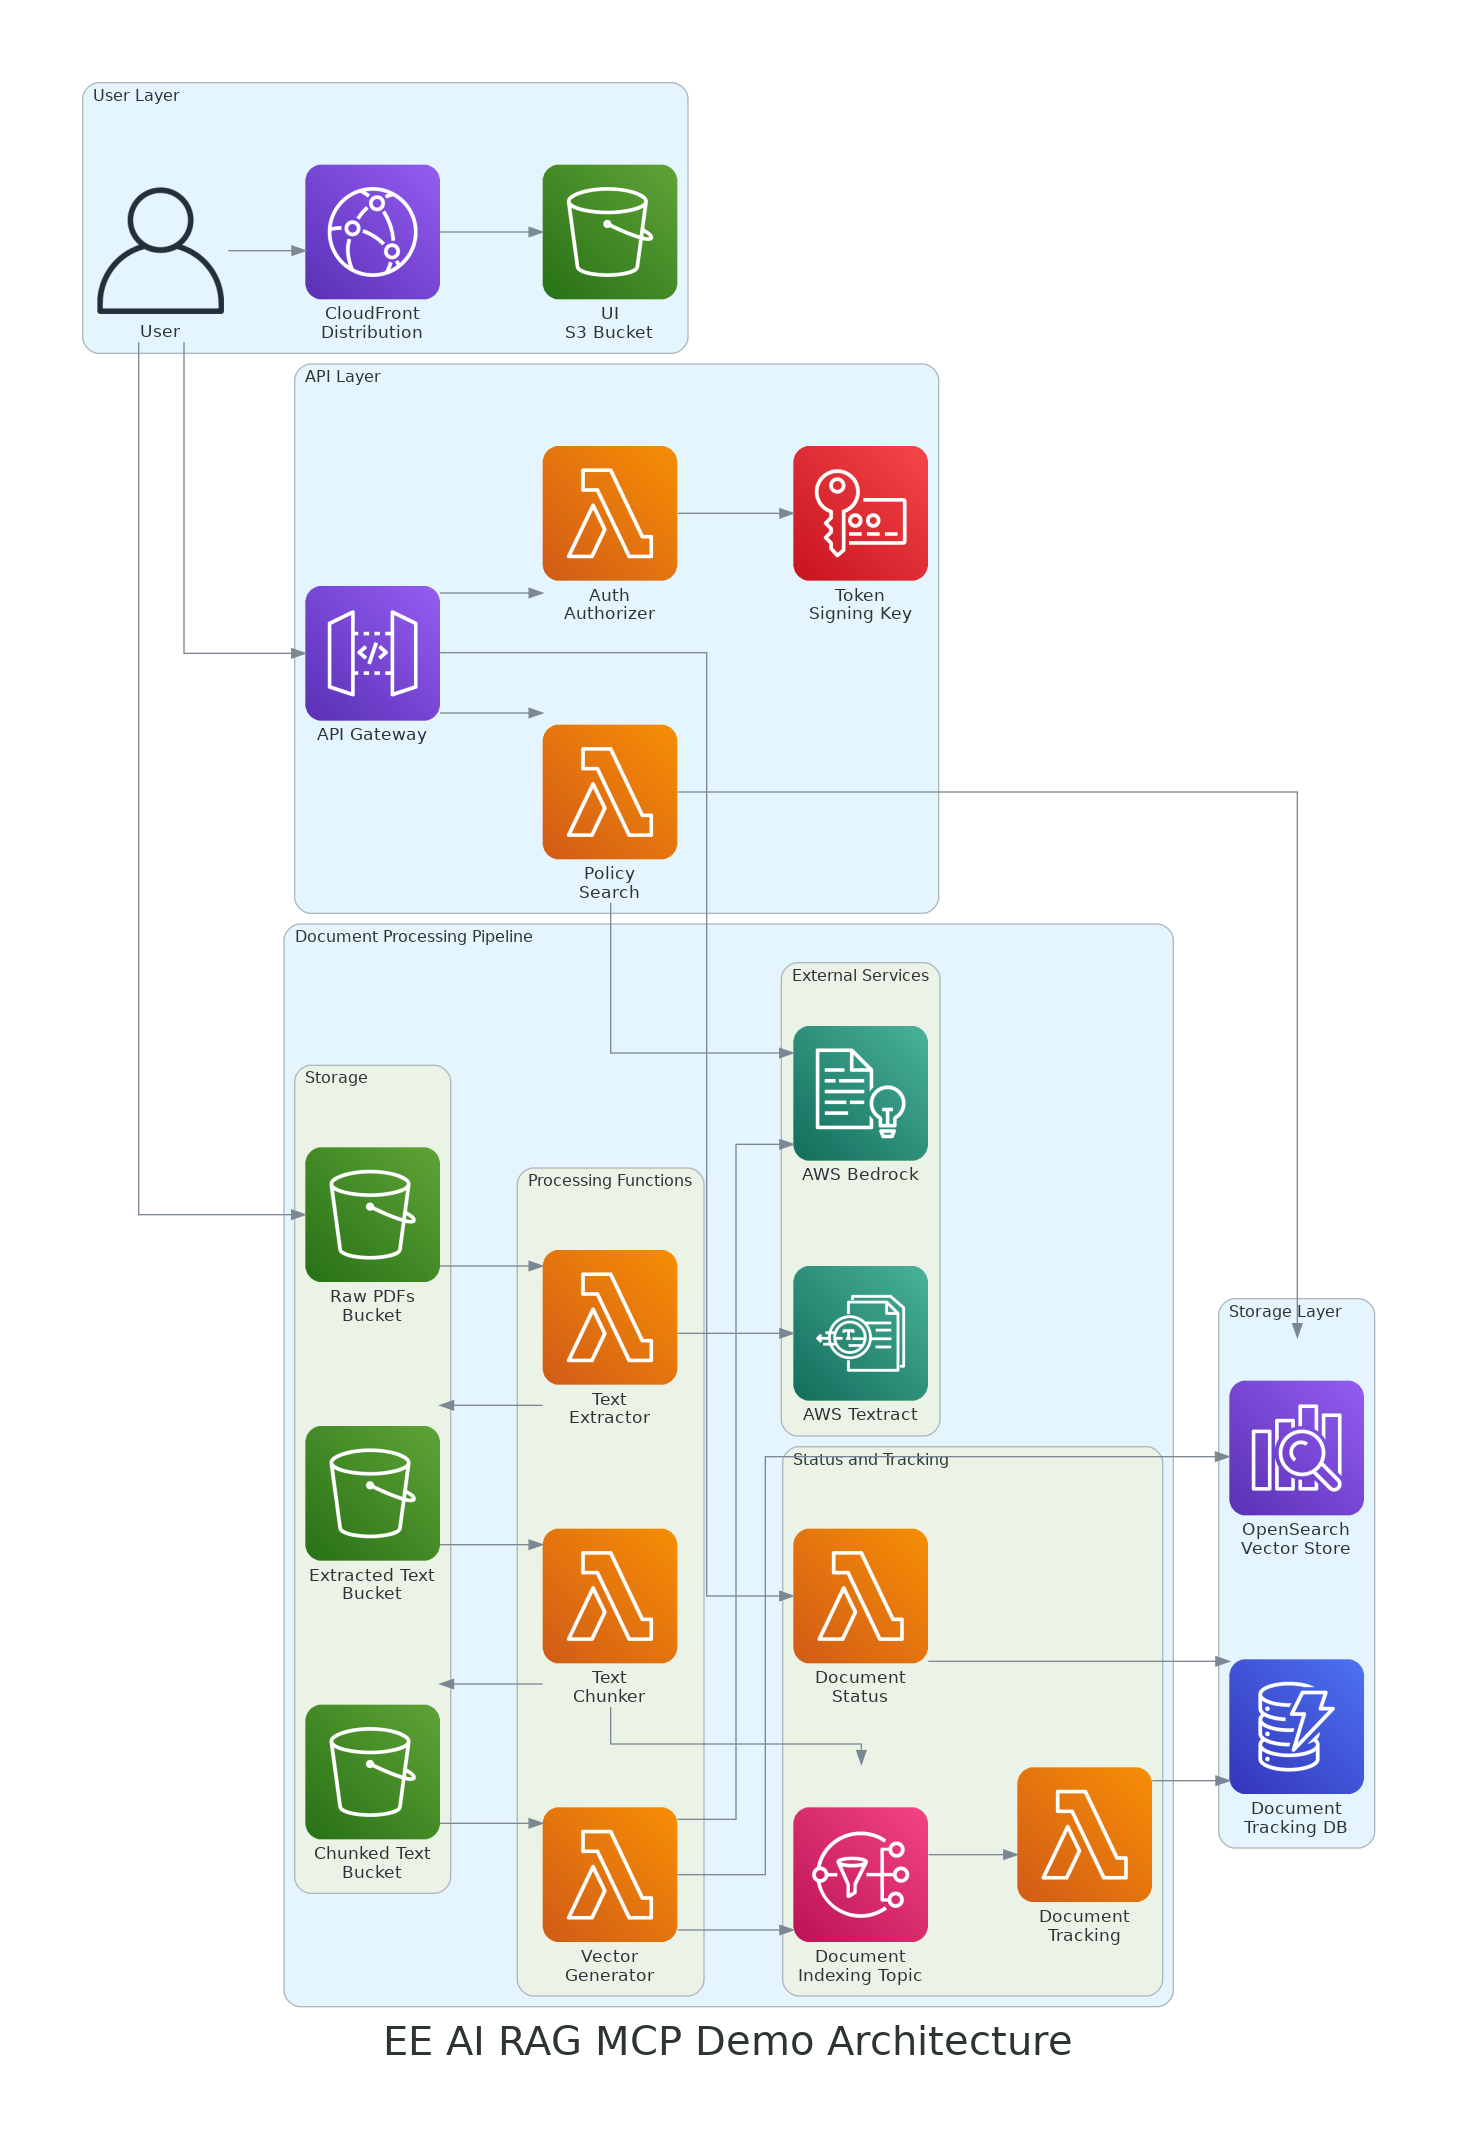 User Layer
User
CloudFront
Distribution
UI
S3 Bucket
API Layer
Auth
Authorizer
Token
Signing Key
API Gateway
Policy
Search
Document Processing Pipeline
External Services
AWS Bedrock
AWS Textract
Storage
Raw PDFs
Bucket
Extracted Text
Bucket
Chunked Text
Bucket
Processing Functions
Text
Extractor
Text
Chunker
Vector
Generator
Status and Tracking
Document
Status
Document
Indexing Topic
Document
Tracking
Storage Layer
OpenSearch
Vector Store
Document
Tracking DB
EE AI RAG MCP Demo Architecture